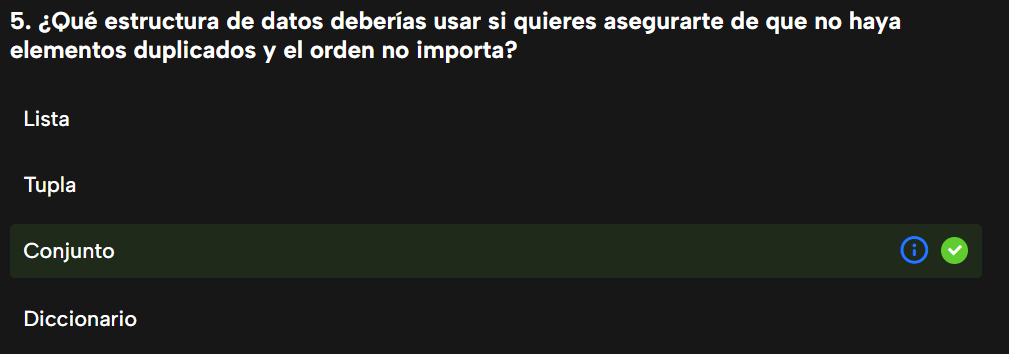 5. ¿Qué estructura de datos deberías usar si quieres asegurarte de que no haya
elementos duplicados y el orden no importa?
Lista
Tupla
Conjunto
Diccionario